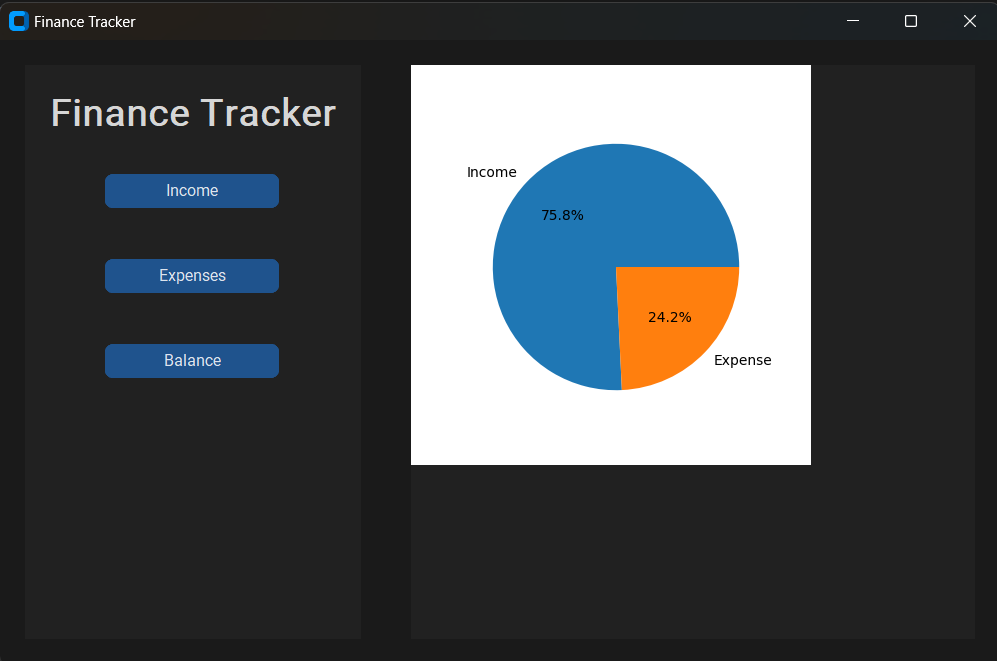 Finance Tracker
Finance Tracker
Income
Expenses
Balance
Income
75.8%
24.2%
Expense